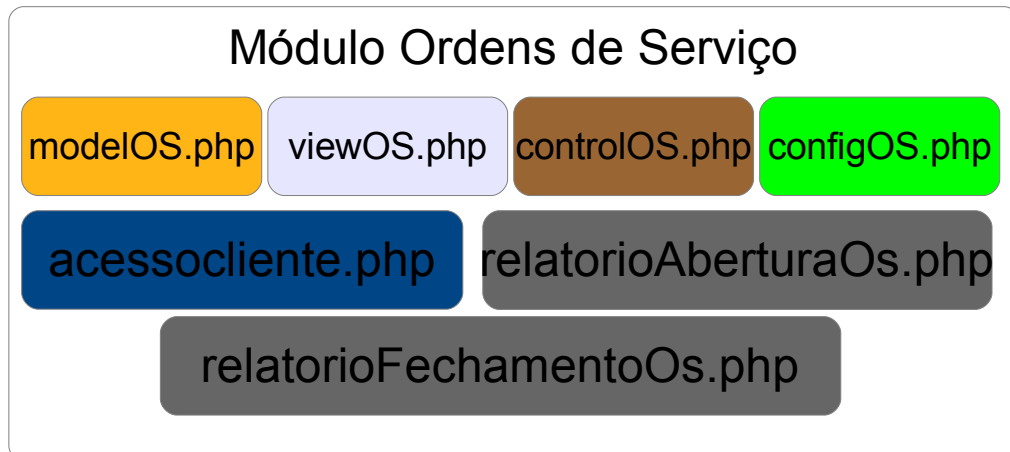 Módulo Ordens de Serviço
modelOS.php viewOS.php controlOS.php configOS.php
acessocliente.php relatorioAberturaOs.php
relatorioFechamentoOs.php